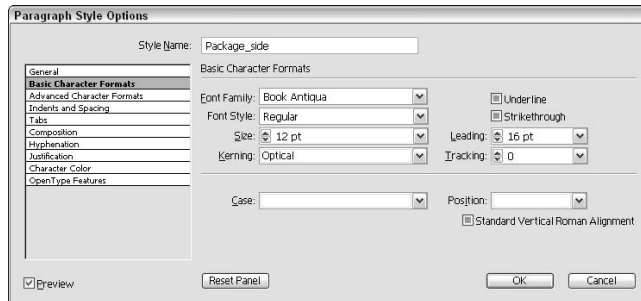 Paragraph Style Options
Style Name: Package_side
General
Basic Character Formats
Advanced Character Formats
Indents and Spacing
Tabs
Composition
Hyphenation
Justification
Character Color
OpenType Features
Basic Character Formats
Font Family: Book Antiqua
Underline
Font Style: Regular
Strikethrough
Size: 12 pt
Leading: 16 pt
Kerning: Optical
Tracking: 0
Case:
Position:
Standard Vertical Roman Alignment
Preview
Reset Panel
OK
Cancel